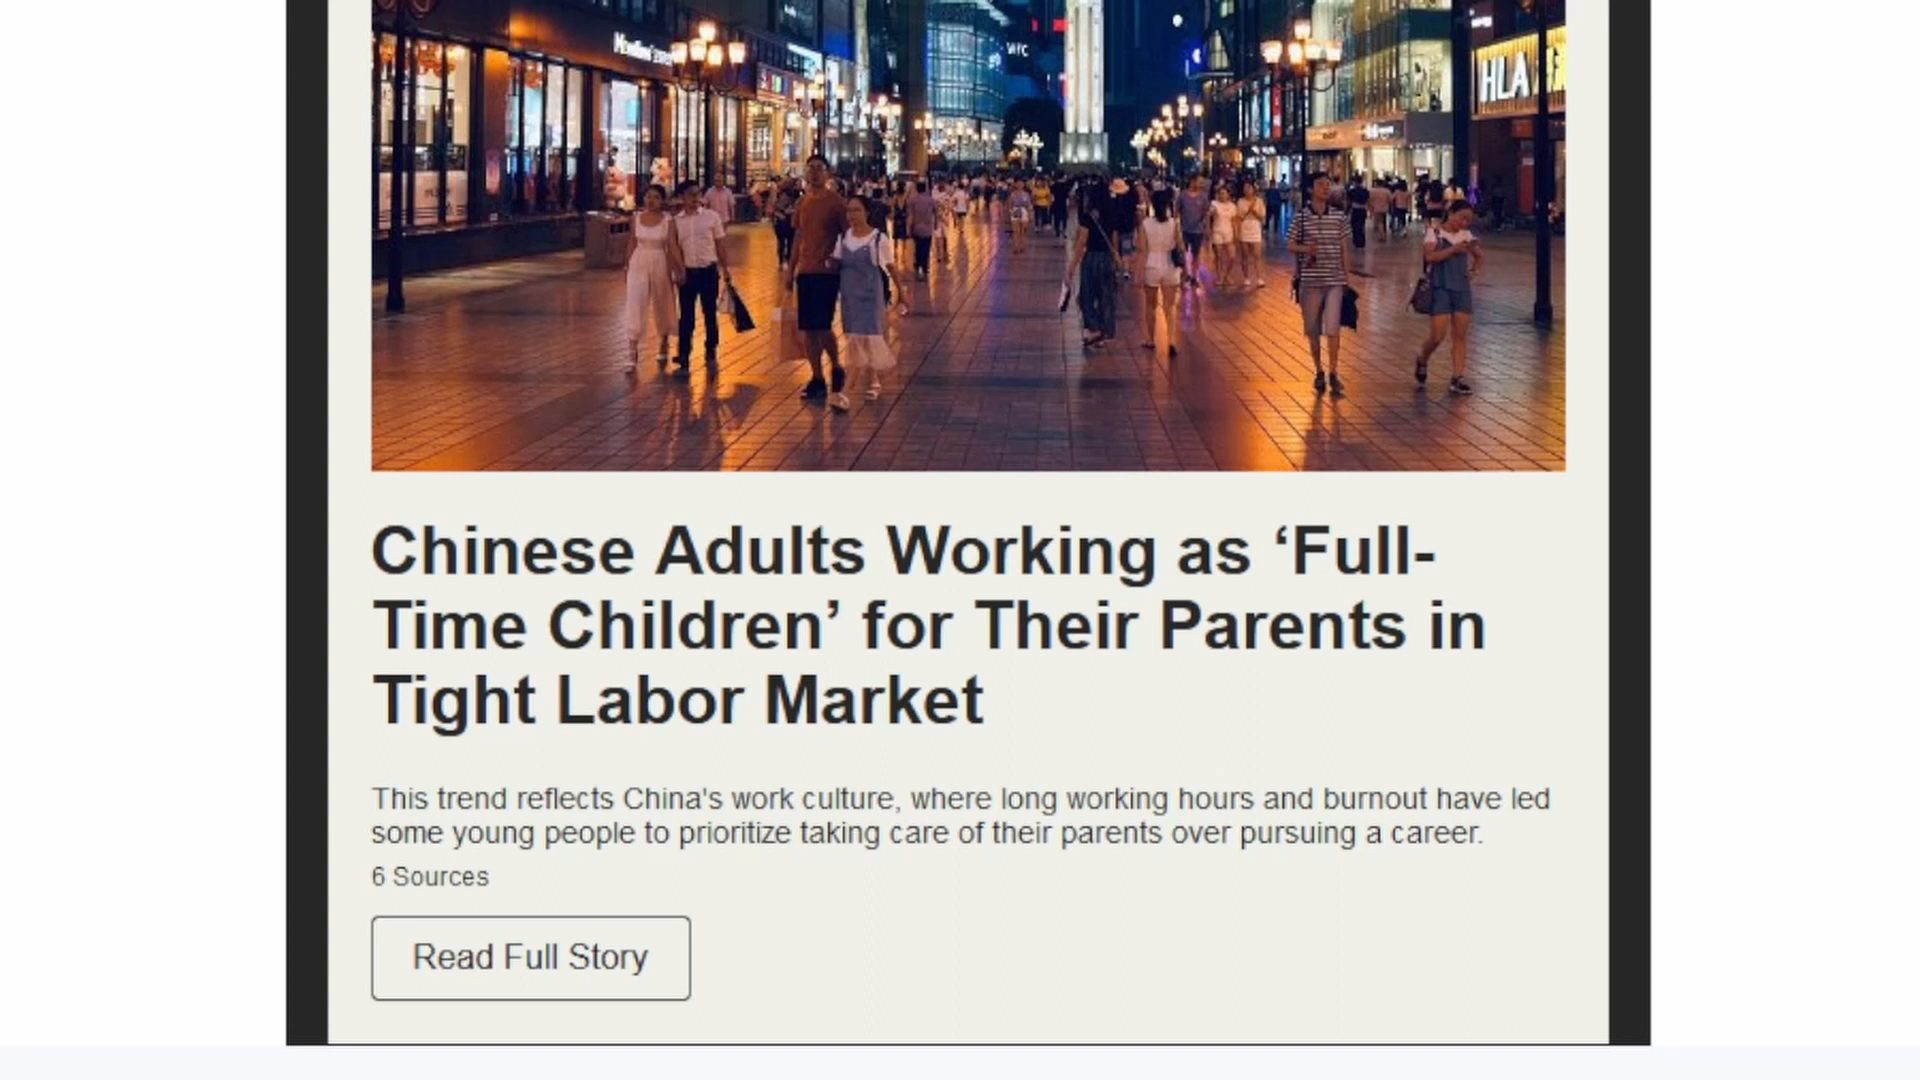 WFC
HLA
Chinese Adults Working as ‘Full-
Time Children’ for Their Parents in
Tight Labor Market
This trend reflects China's work culture, where long working hours and burnout have led
some young people to prioritize taking care of their parents over pursuing a career.
6 Sources
Read Full Story